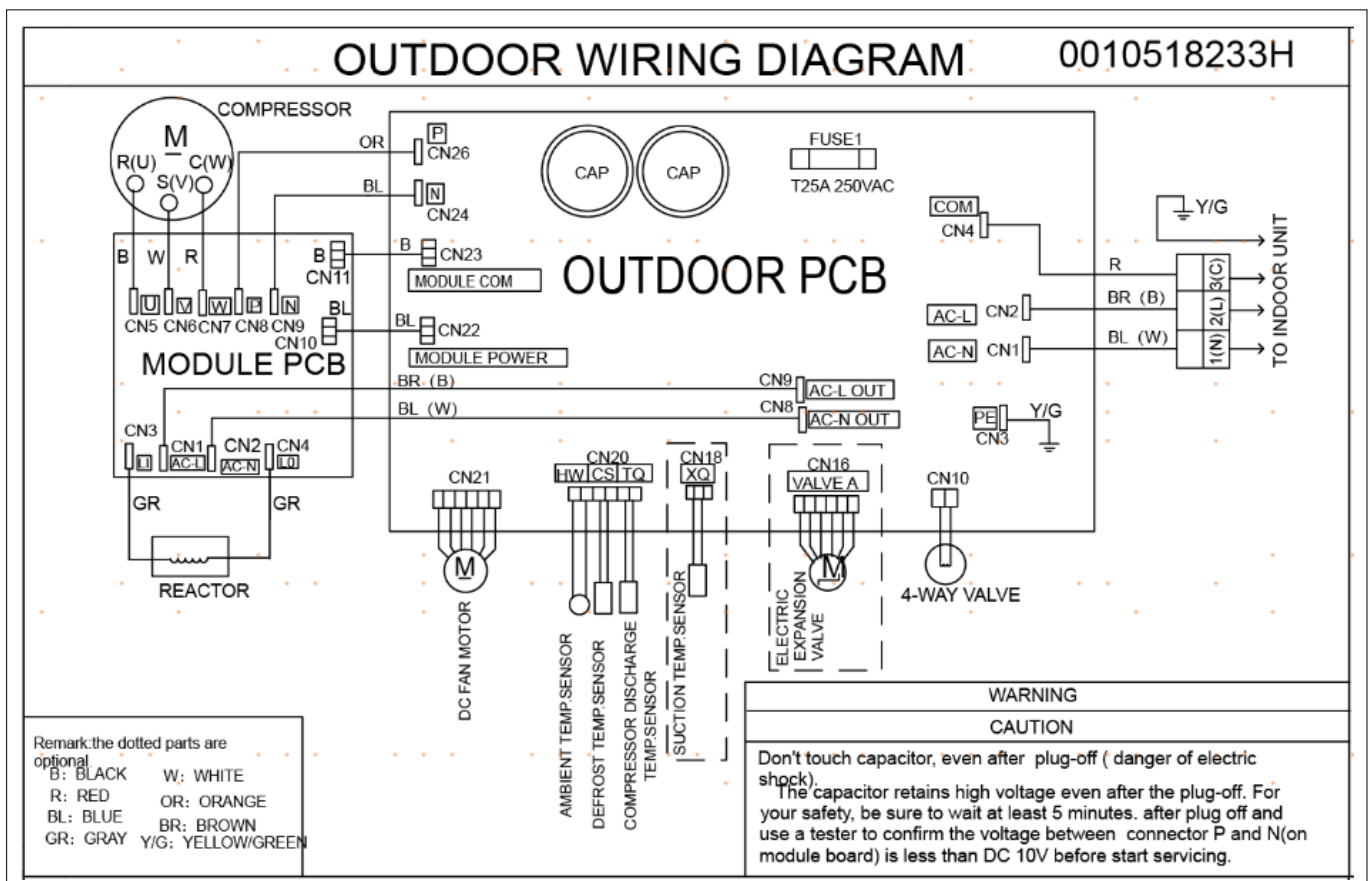 OUTDOOR WIRING DIAGRAM 0010518233H
COMPRESSOR
M
R(U) C(W)
S(V)
OR
P
CN26
BL
N
CN24
CAP
CAP
FUSE1
T25A 250VAC
COM
CN4
Y/G
B W R
B
CN11
B
CN23
MODULE COM
OUTDOOR PCB
R
3(C)
U V W P N
CN5 CN6 CN7 CN8 CN9
BL
CN10
BL
CN22
MODULE POWER
AC-L CN2
BR (B)
2(L)
AC-N CN1
BL (W)
1(N)
TO INDOOR UNIT
MODULE PCB
BR (B)
CN9
AC-L OUT
BL (W)
CN8
AC-N OUT
PE
CN3
Y/G
CN3
CN1 CN2 CN4
LI AC-L AC-N L0
GR GR
REACTOR
CN21
M
DC FAN MOTOR
CN20
HW CS TQ
AMBIENT TEMP.SENSOR
DEFROST TEMP.SENSOR
COMPRESSOR DISCHARGE
TEMP.SENSOR
CN18
XQ
SUCTION TEMP.SENSOR
CN16
VALVE A
M
ELECTRIC
EXPANSION
VALVE
CN10
4-WAY VALVE
Remark:the dotted parts are
optional
B: BLACK W: WHITE
R: RED OR: ORANGE
BL: BLUE BR: BROWN
GR: GRAY Y/G: YELLOW/GREEN
WARNING
CAUTION
Don't touch capacitor, even after plug-off ( danger of electric
shock).
The capacitor retains high voltage even after the plug-off. For
your safety, be sure to wait at least 5 minutes. after plug off and
use a tester to confirm the voltage between connector P and N(on
module board) is less than DC 10V before start servicing.